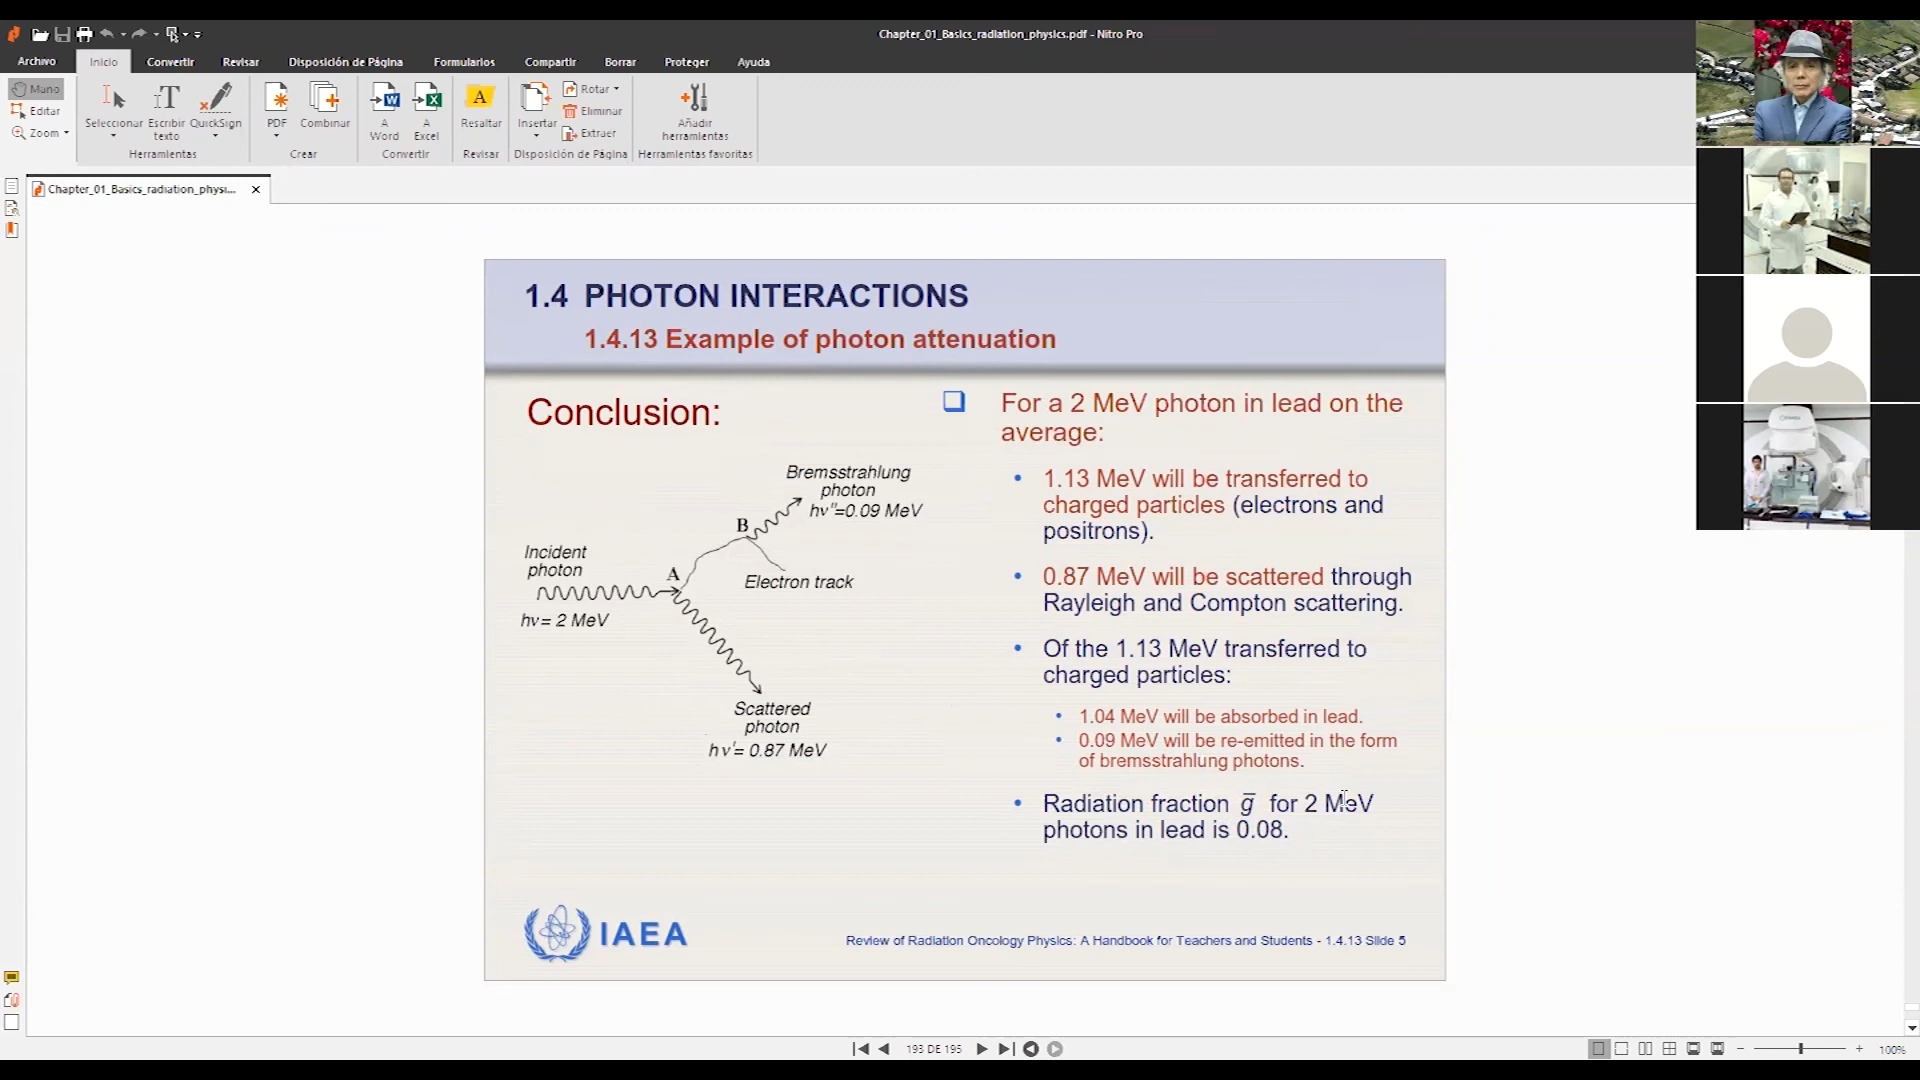 Chapter_01_Basics_radiation_physics.pdf - Nitro Pro
Archivo Inicio Convertir Revisar Disposición de Página Formularios Compartir Borrar Proteger Ayuda
Mano
Editar
Zoom
Seleccionar
Escribir
texto
QuickSign
Herramientas
PDF
Combinar
Crear
A
Word
A
Excel
Convertir
Resaltar
Revisar
Insertar
Rotar
Eliminar
Extraer
Disposición de Página
Añadir
herramientas
Herramientas favoritas
Chapter_01_Basics_radiation_physi...
1.4 PHOTON INTERACTIONS
1.4.13 Example of photon attenuation
Conclusion:
Bremsstrahlung
photon
hν''=0.09 MeV
B
Incident
photon
A
Electron track
hν= 2 MeV
Scattered
photon
hν'= 0.87 MeV
For a 2 MeV photon in lead on the
average:
• 1.13 MeV will be transferred to
charged particles (electrons and
positrons).
• 0.87 MeV will be scattered through
Rayleigh and Compton scattering.
• Of the 1.13 MeV transferred to
charged particles:
• 1.04 MeV will be absorbed in lead.
• 0.09 MeV will be re-emitted in the form
of bremsstrahlung photons.
• Radiation fraction g̅ for 2 MeV
photons in lead is 0.08.
IAEA
Review of Radiation Oncology Physics: A Handbook for Teachers and Students - 1.4.13 Slide 5
193 DE 195
100%